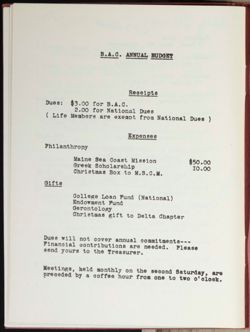 B.A.C. ANNUAL BUDGET
Receipts
Dues: $3.00 for B.A.C.
2.00 for National Dues
( Life Members are exempt from National Dues )
Expenses
Philanthropy
Maine Sea Coast Mission $50.00
Greek Scholarship 10.00
Christmas Box to M.S.C.M.
Gifts
College Loan Fund (National)
Endowment Fund
Gerontology
Christmas gift to Delta Chapter
Dues will not cover annual commitments---
Financial contributions are needed. Please
send yours to the Treasurer.
Meetings, held monthly on the second Saturday, are
preceded by a coffee hour from one to two o'clock.